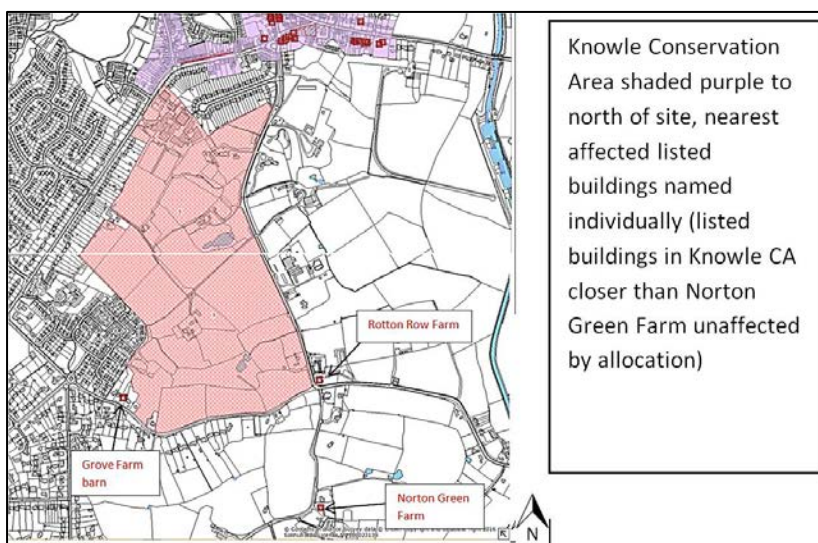 Knowle Conservation
Area shaded purple to
north of site, nearest
affected listed
buildings named
individually (listed
buildings in Knowle CA
closer than Norton
Green Farm unaffected
by allocation)
Rotton Row Farm
Grove Farm
barn
Norton Green
Farm
N